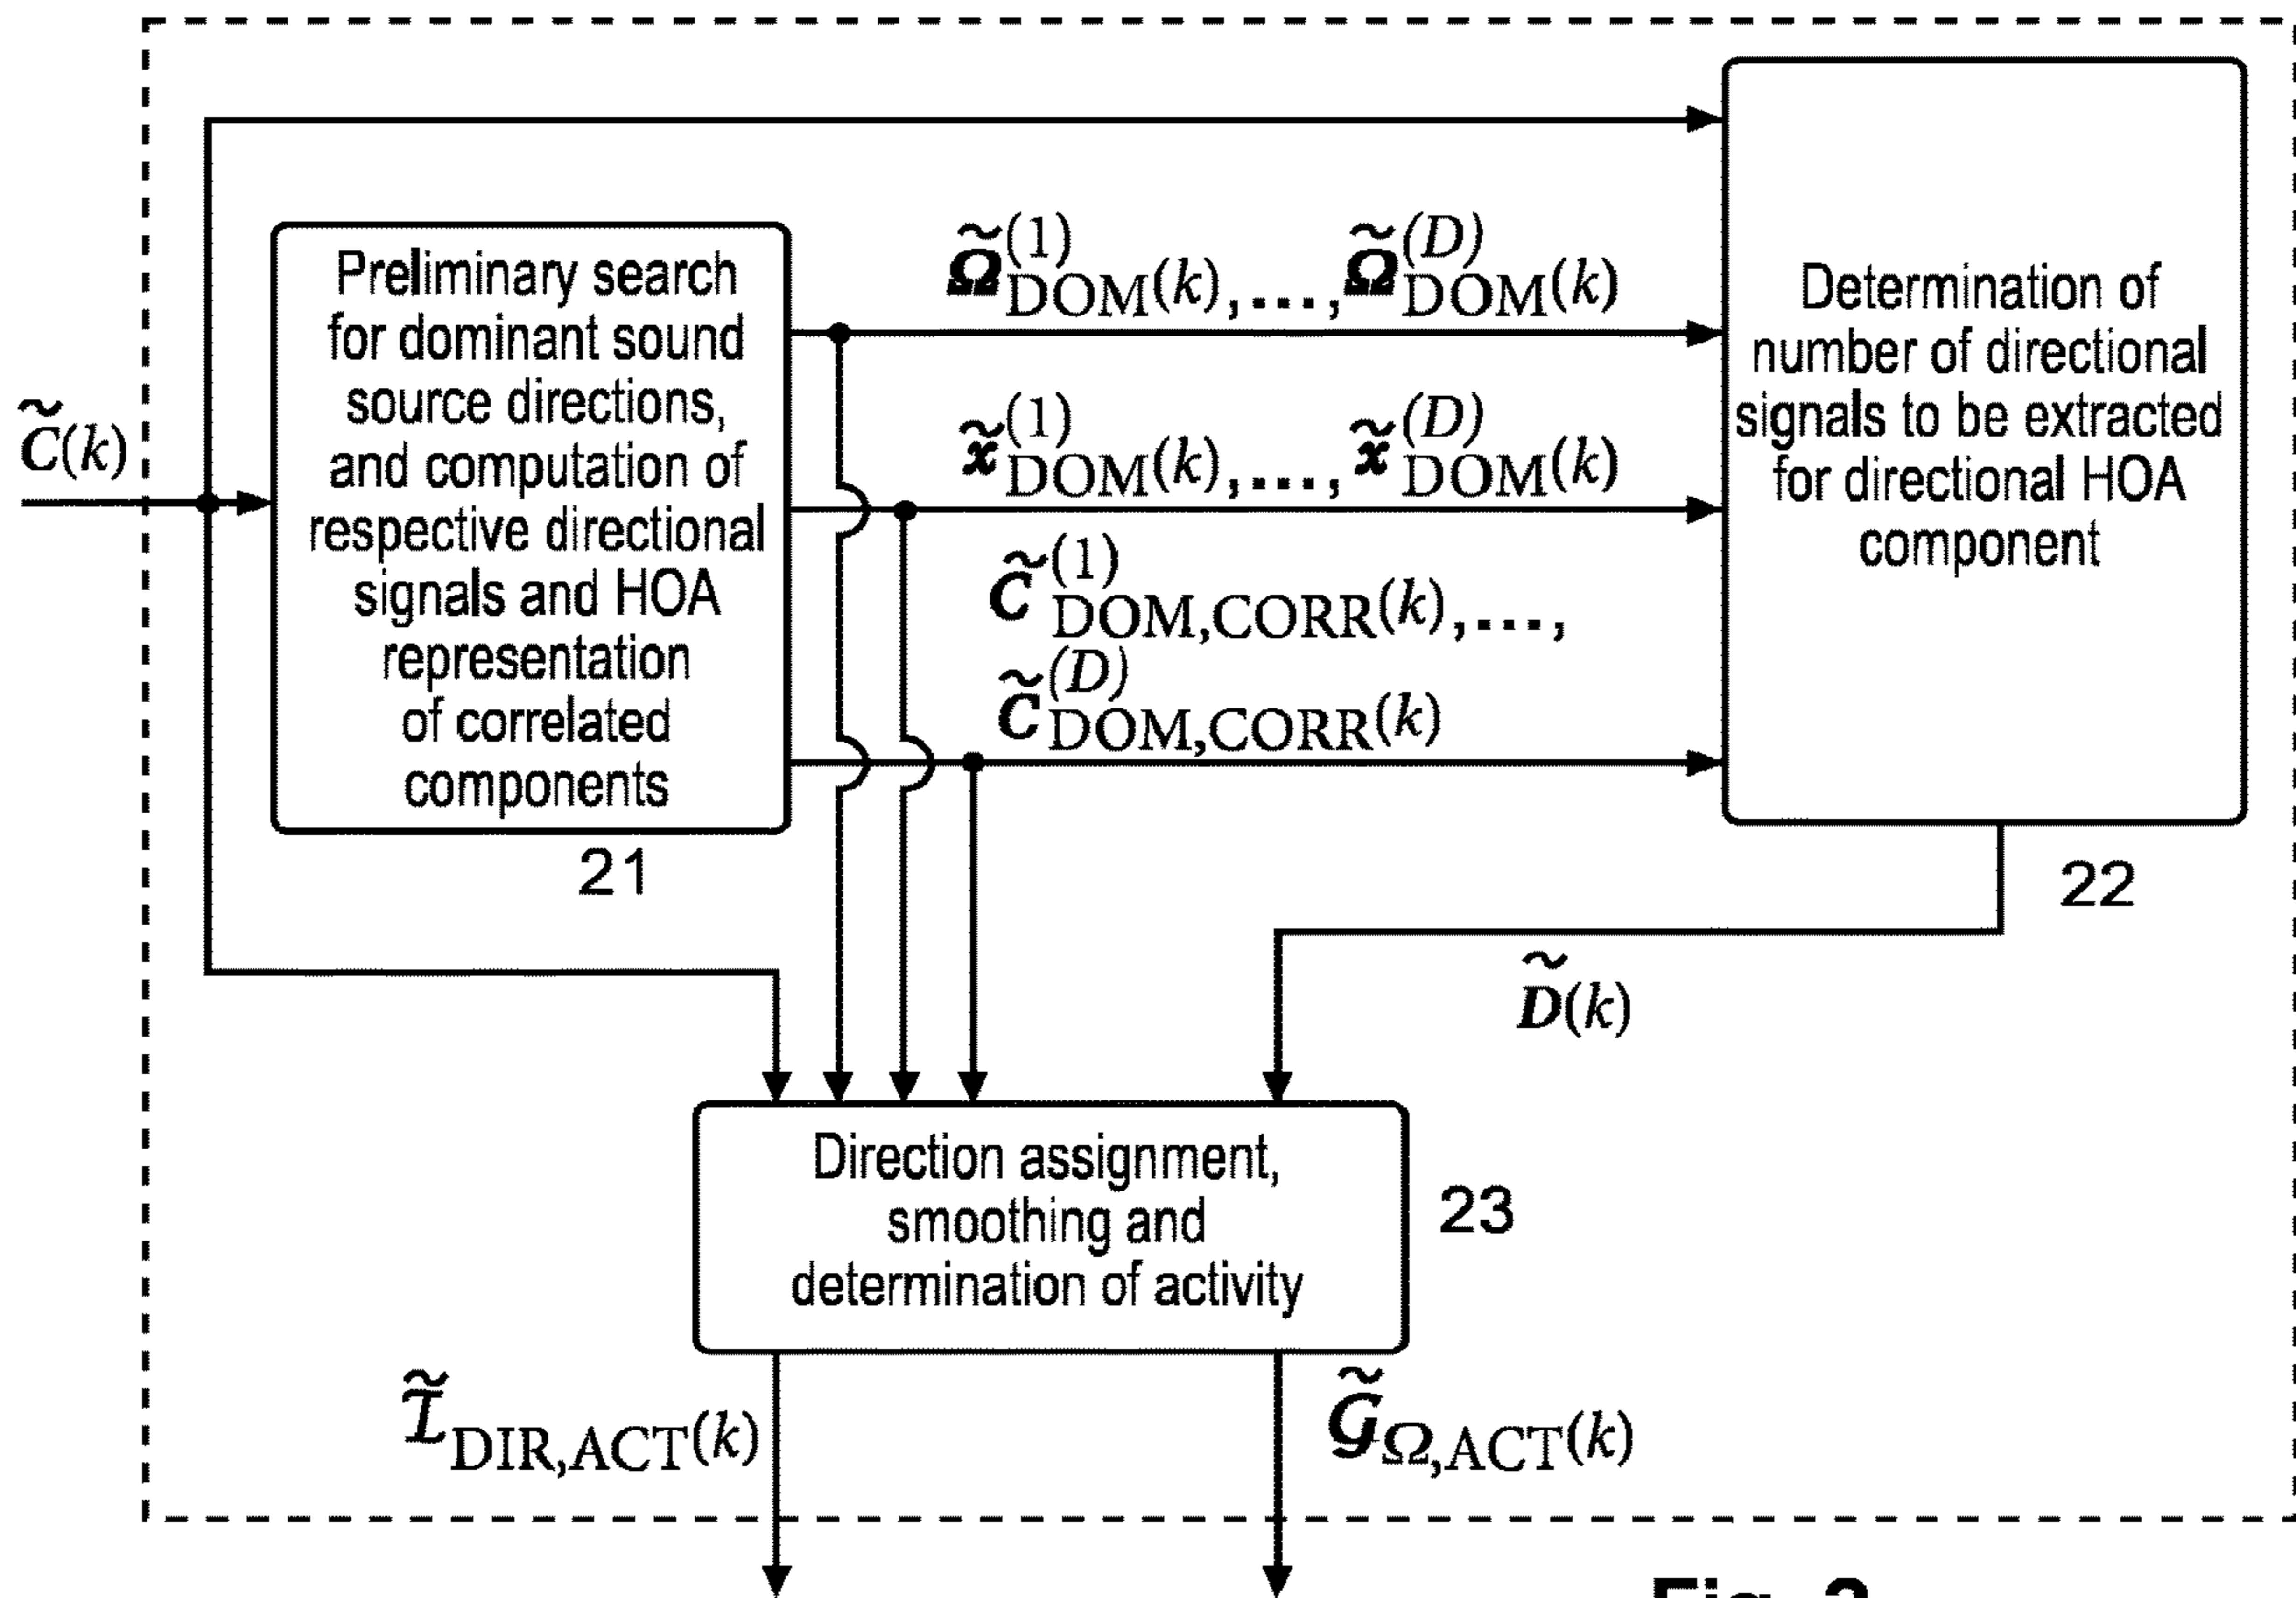 Preliminary search
for dominant sound
source directions,
and computation of
respective directional
signals and HOA
representation
of correlated
components
21
C̃(k)
Ω̃(1)DOM(k),...,Ω̃(D)DOM(k)
x̃(1)DOM(k),...,x̃(D)DOM(k)
C̃(1)DOM,CORR(k),...,
C̃(D)DOM,CORR(k)
Determination of
number of directional
signals to be extracted
for directional HOA
component
22
D̃(k)
Direction assignment,
smoothing and
determination of activity
23
ĨDIR,ACT(k)
G̃Ω,ACT(k)